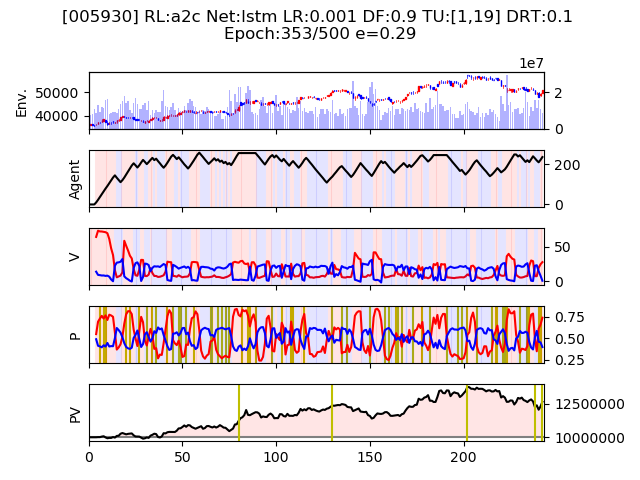 [005930] RL:a2c Net:lstm LR:0.001 DF:0.9 TU:[1,19] DRT:0.1
Epoch:353/500 e=0.29
1e7
Env.
50000
40000
2
0
Agent
200
0
V
50
0
P
0.75
0.50
0.25
PV
12500000
10000000
0 50 100 150 200